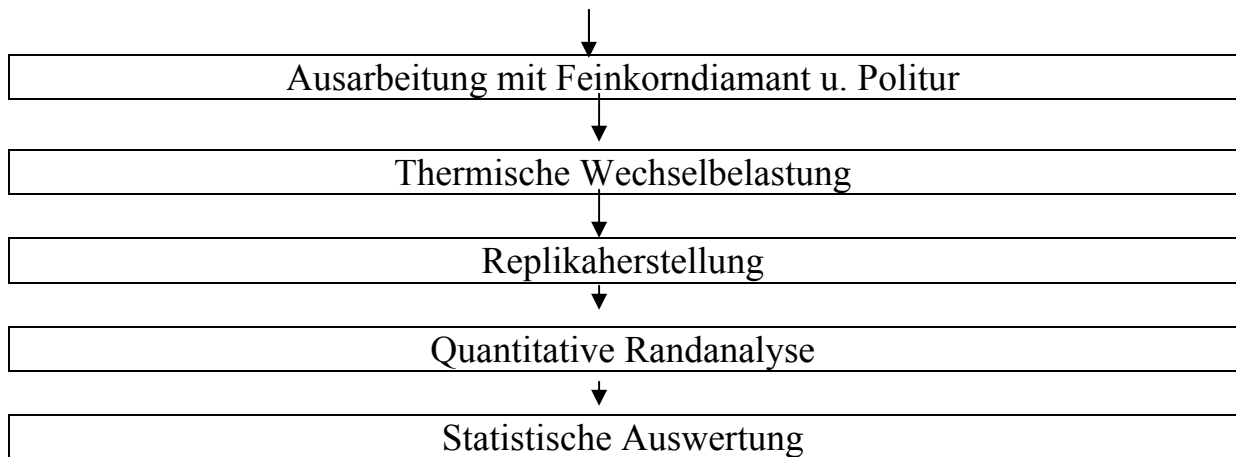 Ausarbeitung mit Feinkorndiamant u. Politur
Thermische Wechselbelastung
Replikaherstellung
Quantitative Randanalyse
Statistische Auswertung